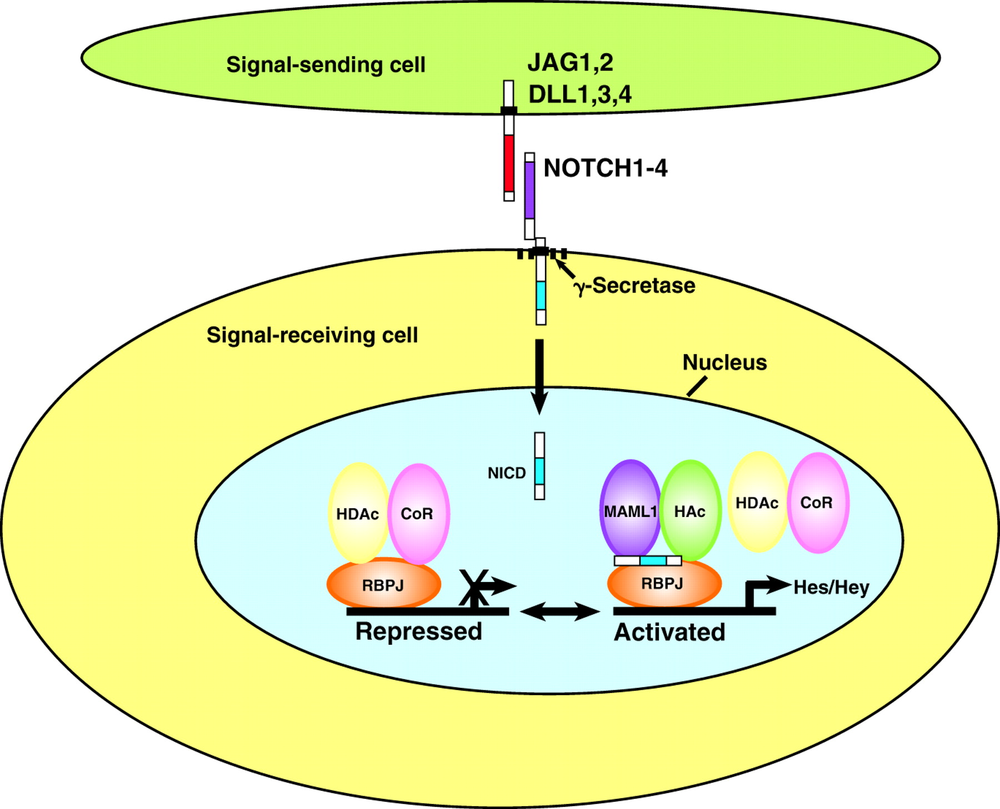 Signal-sending cell
JAG1,2
DLL1,3,4
NOTCH1-4
γ-Secretase
Signal-receiving cell
Nucleus
NICD
HDAc
CoR
RBPJ
X
Repressed
MAML1
HAc
HDAc
CoR
RBPJ
Hes/Hey
Activated